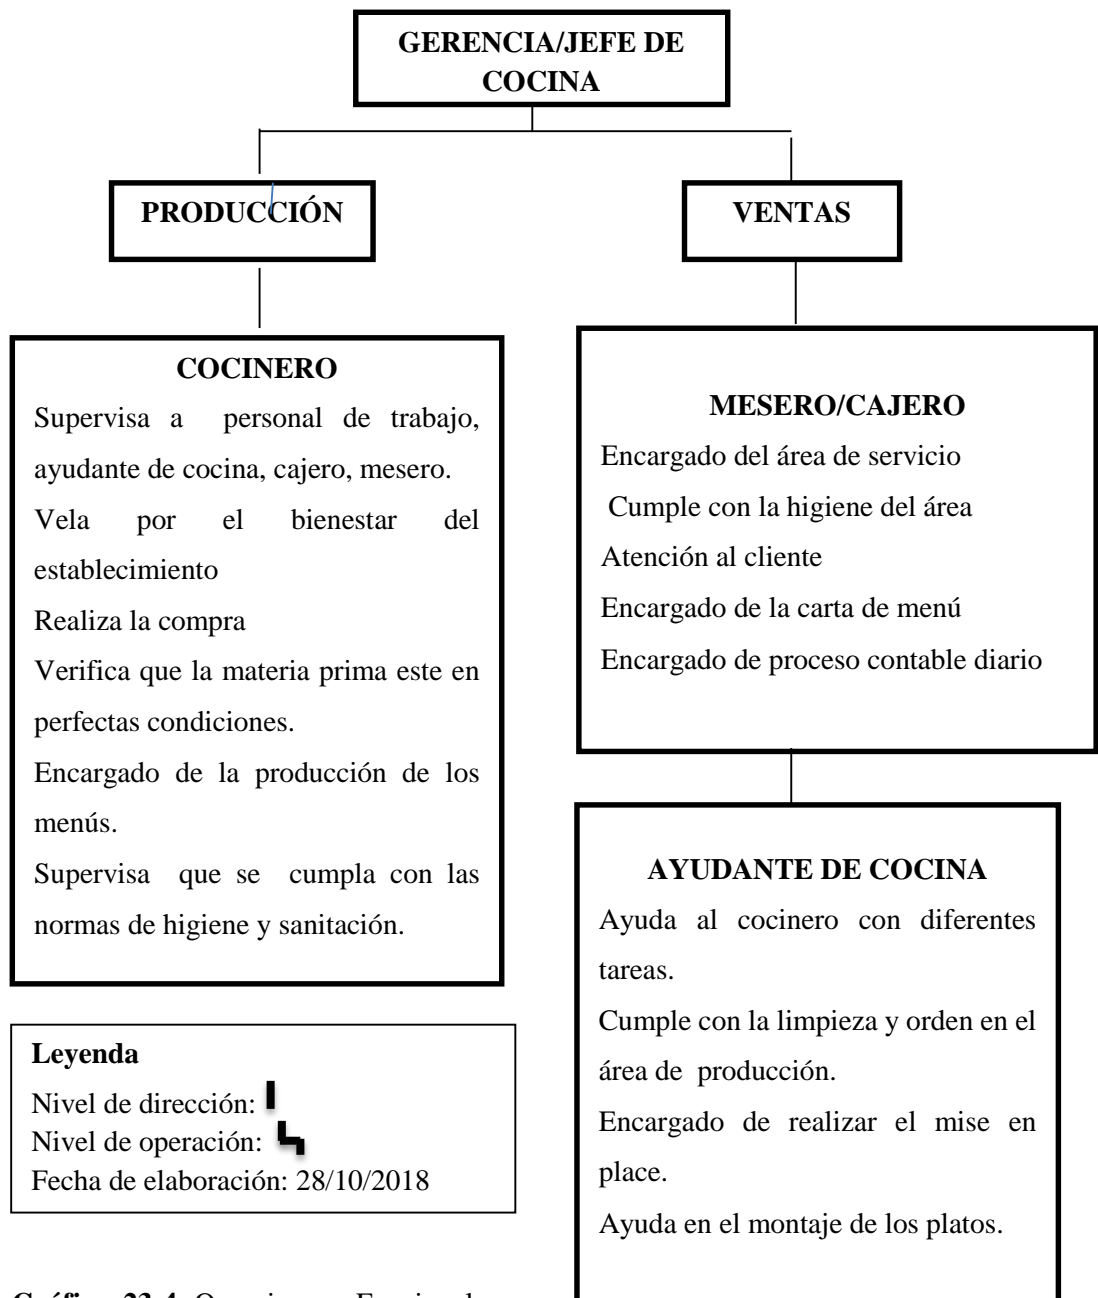 GERENCIA/JEFE DE
COCINA
PRODUCCIÓN
VENTAS
COCINERO
Supervisa a personal de trabajo,
ayudante de cocina, cajero, mesero.
Vela por el bienestar del
establecimiento
Realiza la compra
Verifica que la materia prima este en
perfectas condiciones.
Encargado de la producción de los
menús.
Supervisa que se cumpla con las
normas de higiene y sanitación.
MESERO/CAJERO
Encargado del área de servicio
Cumple con la higiene del área
Atención al cliente
Encargado de la carta de menú
Encargado de proceso contable diario
AYUDANTE DE COCINA
Ayuda al cocinero con diferentes
tareas.
Cumple con la limpieza y orden en el
área de producción.
Encargado de realizar el mise en
place.
Ayuda en el montaje de los platos.
Leyenda
Nivel de dirección:
Nivel de operación:
Fecha de elaboración: 28/10/2018